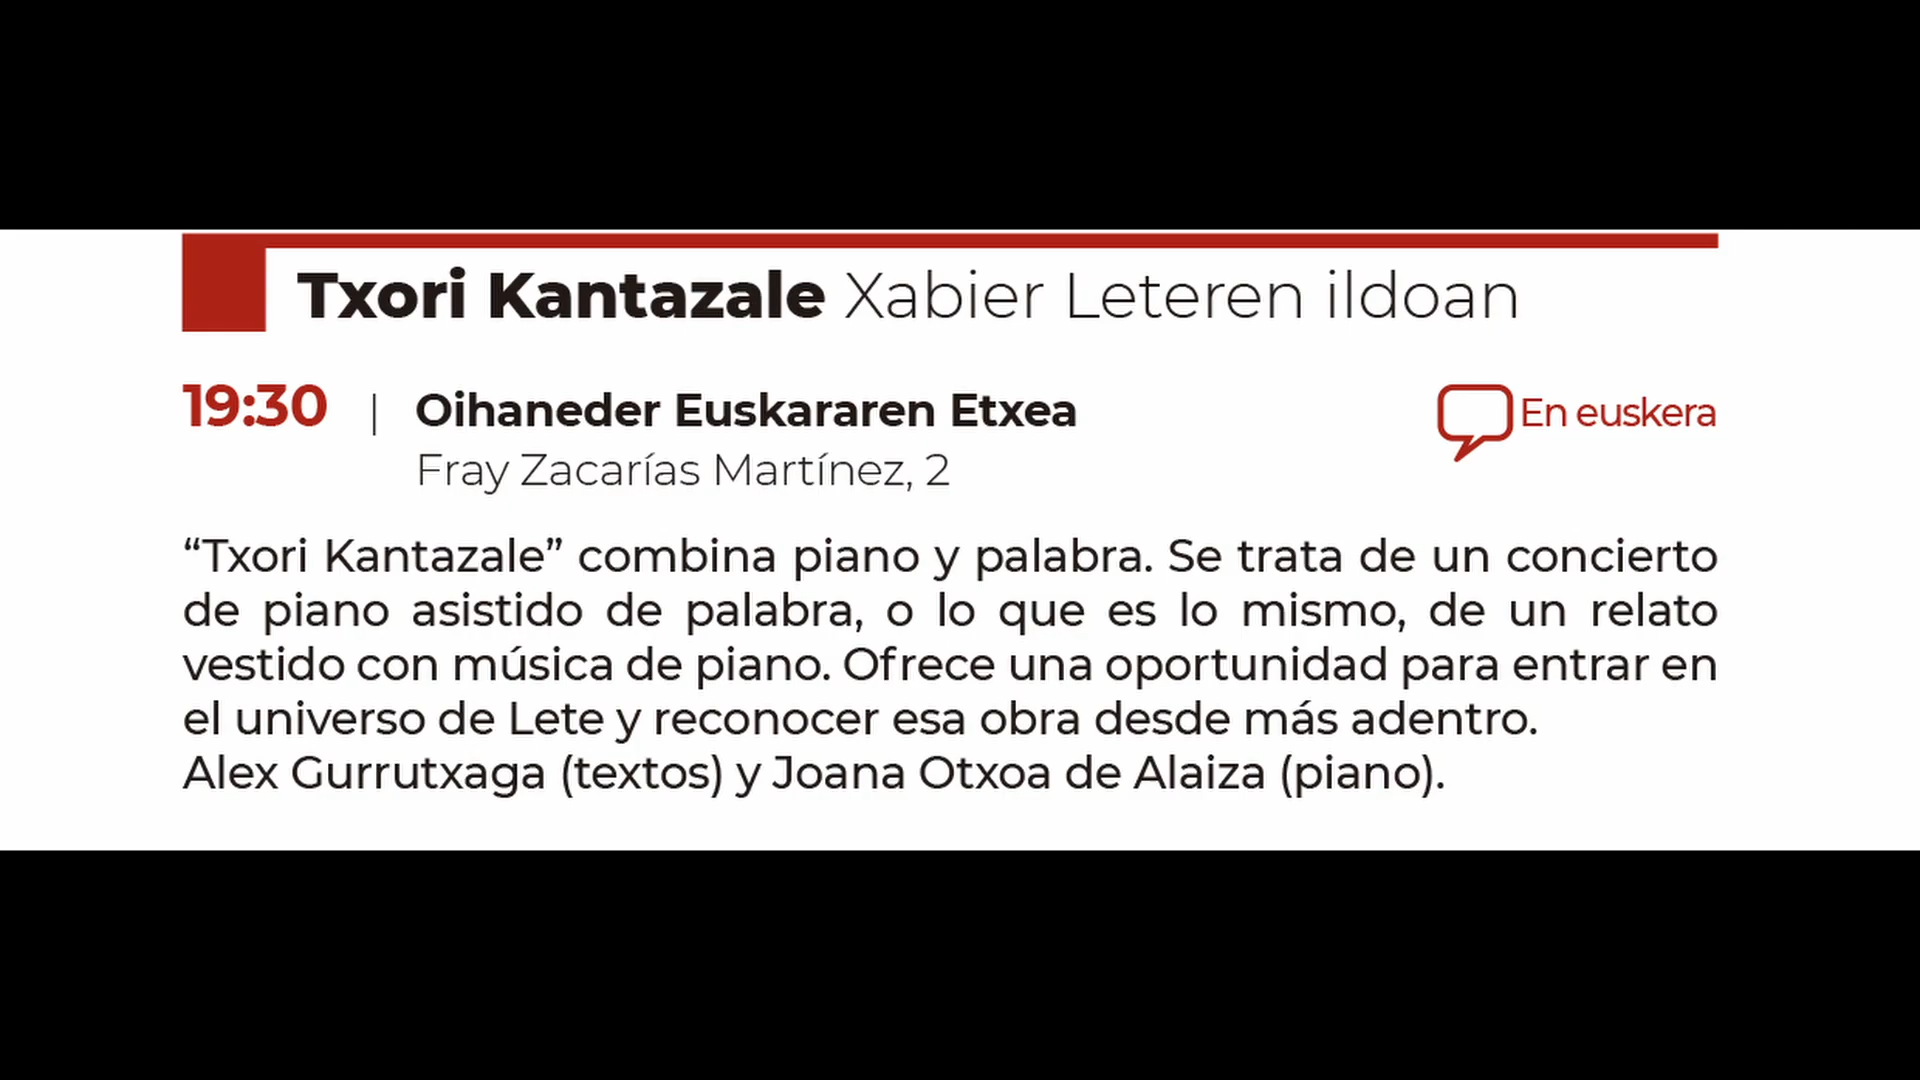 Txori Kantazale Xabier Leteren ildoan
19:30 | Oihaneder Euskararen Etxea
En euskera
Fray Zacarías Martínez, 2
“Txori Kantazale” combina piano y palabra. Se trata de un concierto
de piano asistido de palabra, o lo que es lo mismo, de un relato
vestido con música de piano. Ofrece una oportunidad para entrar en
el universo de Lete y reconocer esa obra desde más adentro.
Alex Gurrutxaga (textos) y Joana Otxoa de Alaiza (piano).